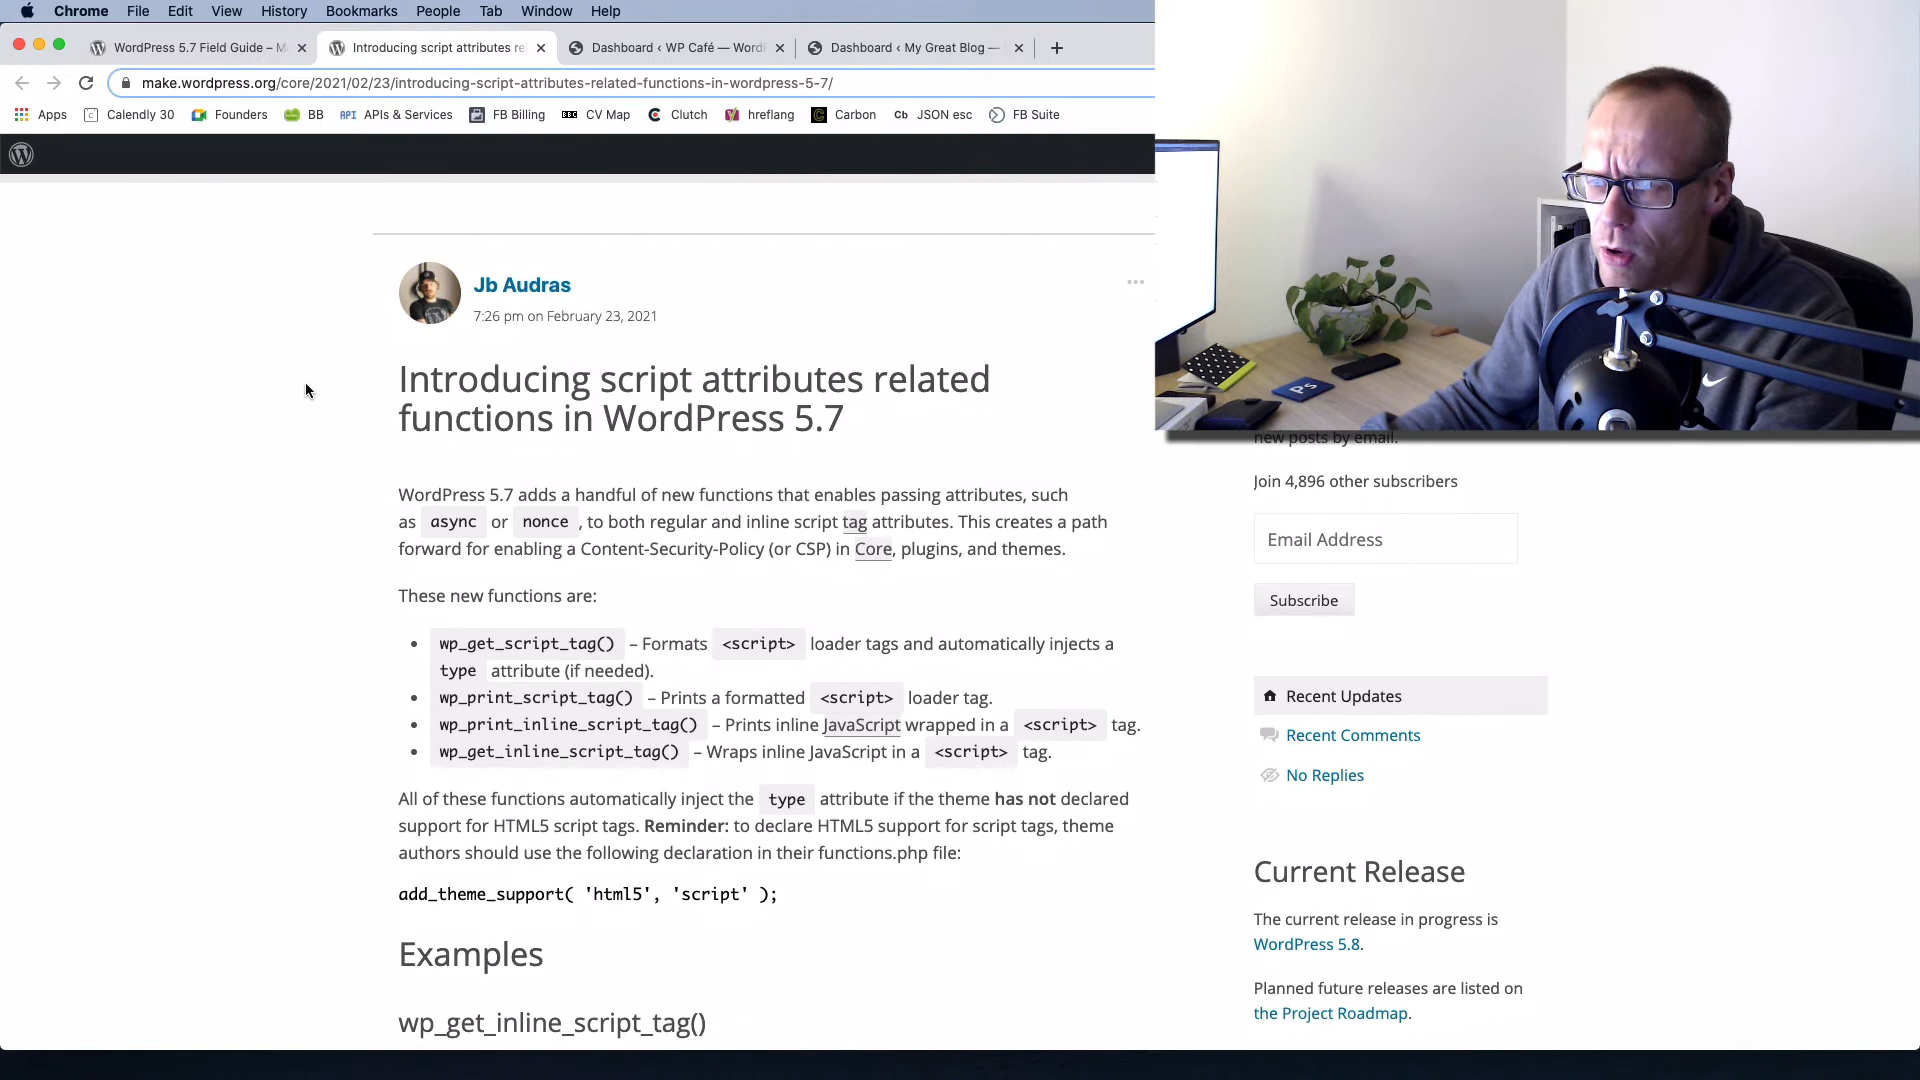 Chrome File Edit View History Bookmarks People Tab Window Help
WordPress 5.7 Field Guide – M
Introducing script attributes re
Dashboard ‹ WP Café — Word
Dashboard ‹ My Great Blog —
make.wordpress.org/core/2021/02/23/introducing-script-attributes-related-functions-in-wordpress-5-7/
Apps Calendly 30 Founders BB API APIs & Services FB Billing BBC CV Map Clutch hreflang Carbon Cb JSON esc FB Suite
Jb Audras
7:26 pm on February 23, 2021
Introducing script attributes related
functions in WordPress 5.7
WordPress 5.7 adds a handful of new functions that enables passing attributes, such
as async or nonce , to both regular and inline script tag attributes. This creates a path
forward for enabling a Content-Security-Policy (or CSP) in Core, plugins, and themes.
These new functions are:
• wp_get_script_tag() – Formats <script> loader tags and automatically injects a
type attribute (if needed).
• wp_print_script_tag() – Prints a formatted <script> loader tag.
• wp_print_inline_script_tag() – Prints inline JavaScript wrapped in a <script> tag.
• wp_get_inline_script_tag() – Wraps inline JavaScript in a <script> tag.
All of these functions automatically inject the type attribute if the theme has not declared
support for HTML5 script tags. Reminder: to declare HTML5 support for script tags, theme
authors should use the following declaration in their functions.php file:
add_theme_support( 'html5', 'script' );
Examples
wp_get_inline_script_tag()
Ps
new posts by email.
Join 4,896 other subscribers
Email Address
Subscribe
Recent Updates
Recent Comments
No Replies
Current Release
The current release in progress is
WordPress 5.8.
Planned future releases are listed on
the Project Roadmap.